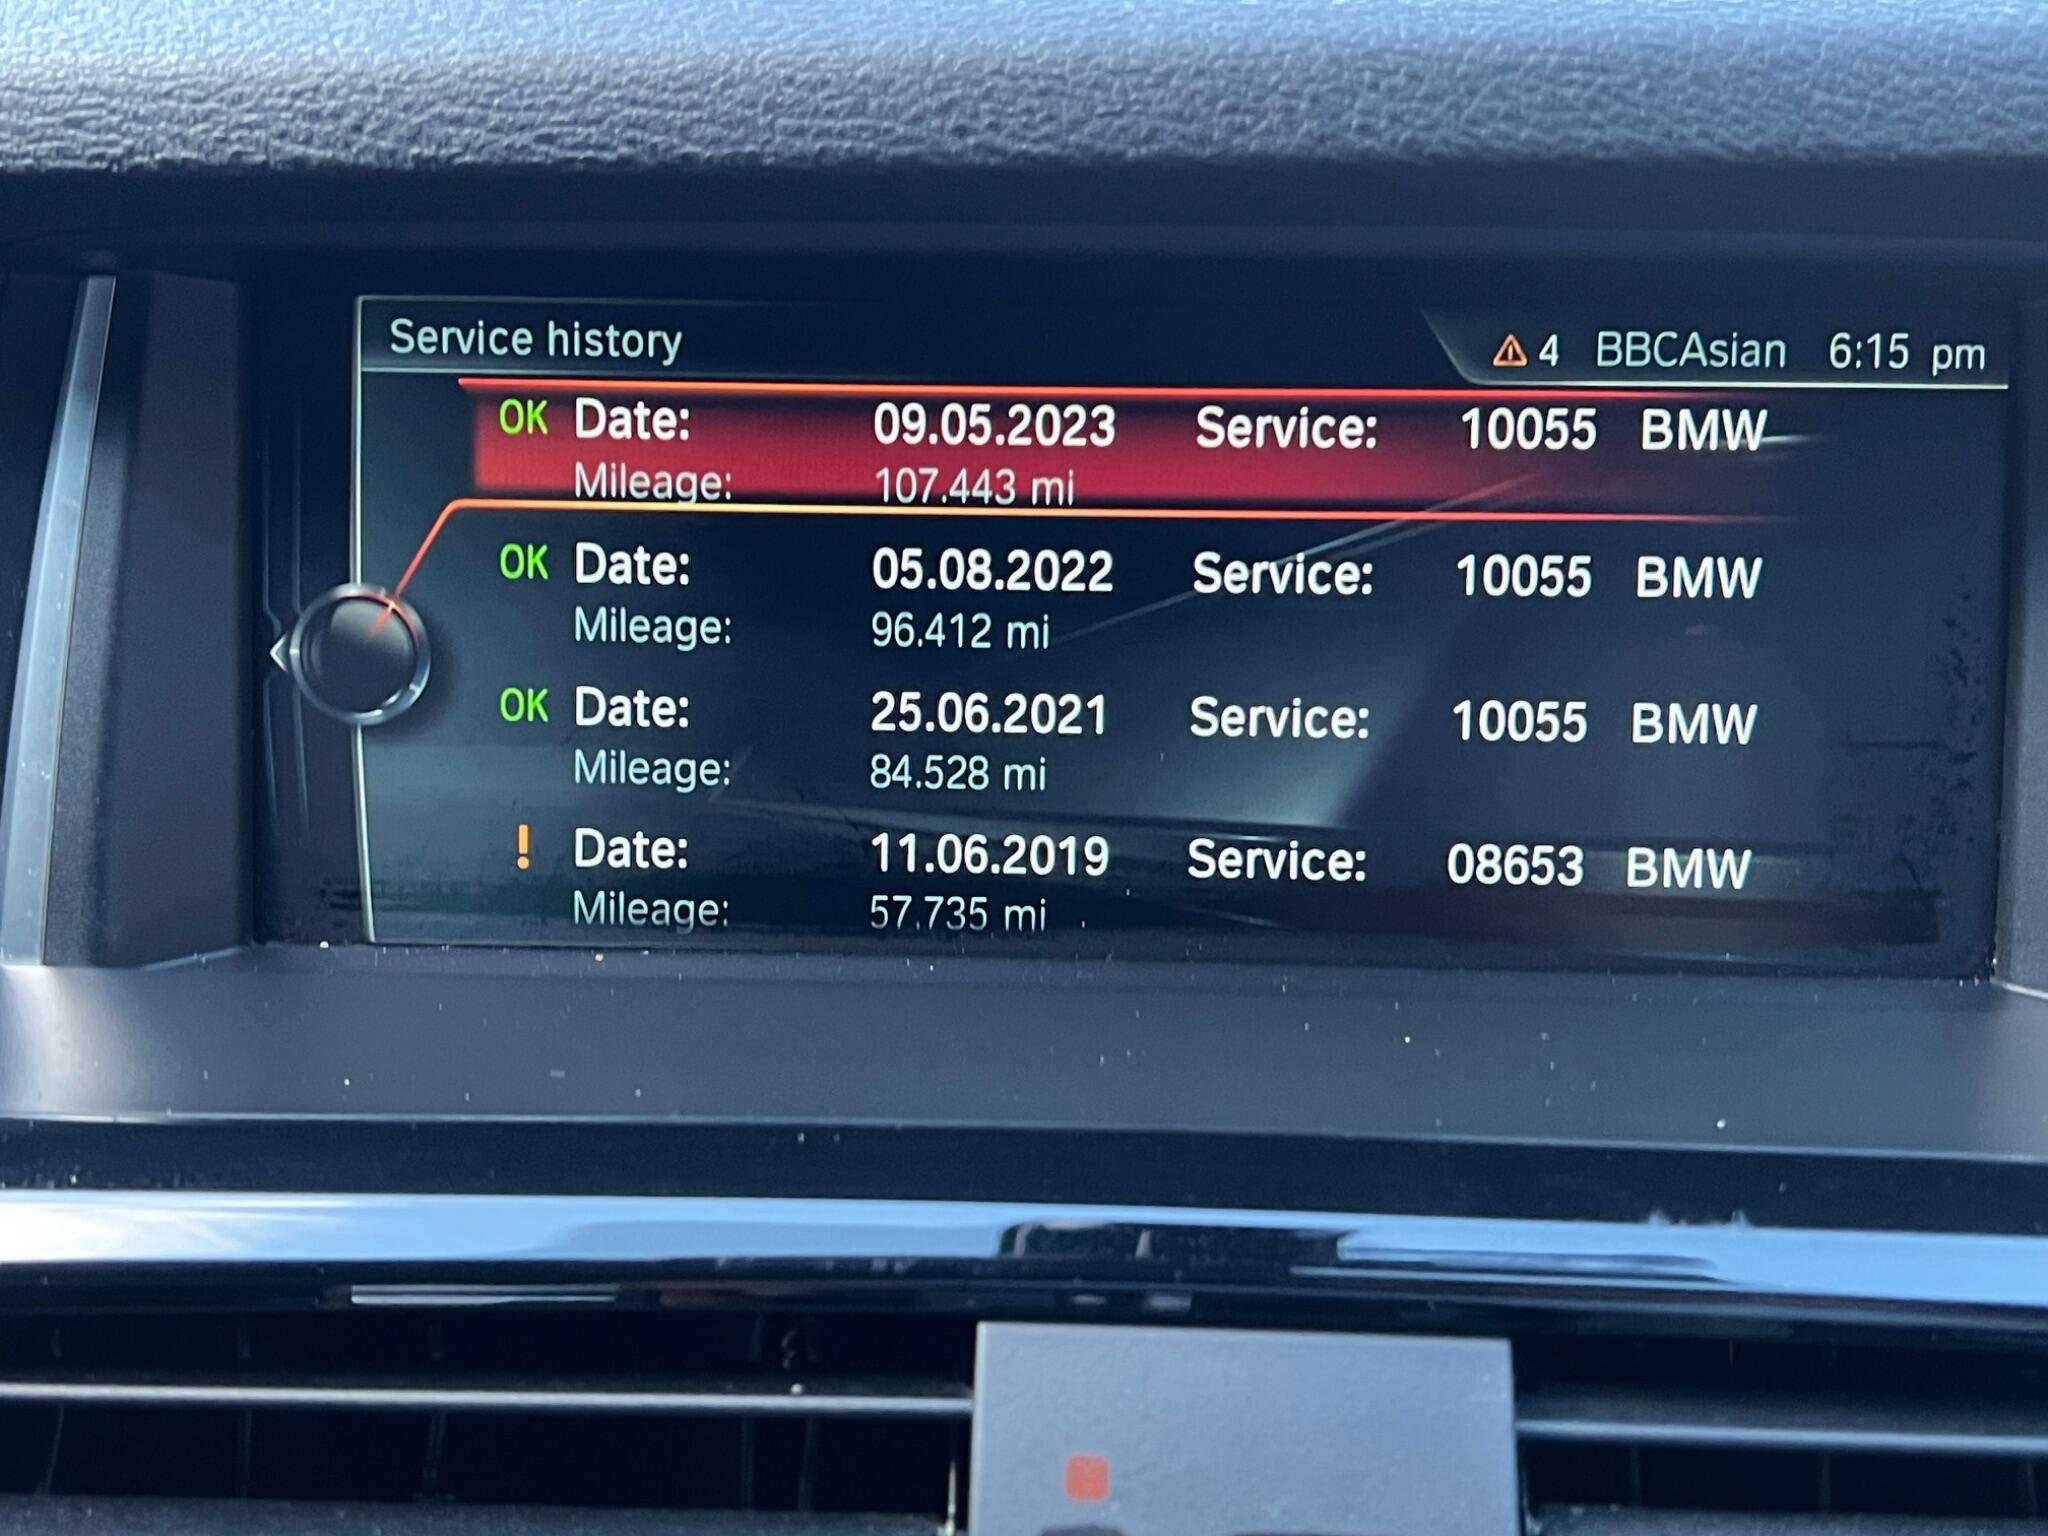 Service history
4 BBCAsian 6:15 pm
OK Date: 09.05.2023 Service: 10055 BMW
Mileage: 107.443 mi
OK Date: 05.08.2022 Service: 10055 BMW
Mileage: 96.412 mi
OK Date: 25.06.2021 Service: 10055 BMW
Mileage: 84.528 mi
! Date: 11.06.2019 Service: 08653 BMW
Mileage: 57.735 mi